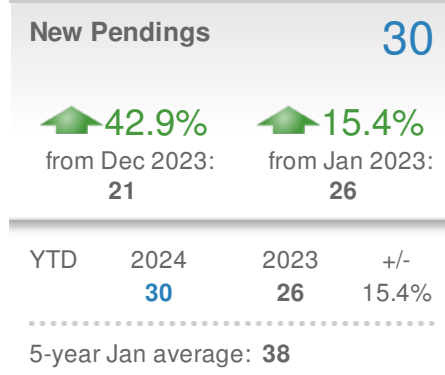 New Pendings 30
42.9% 15.4%
from Dec 2023: from Jan 2023:
21 26
YTD 2024 2023 +/-
30 26 15.4%
5-year Jan average: 38